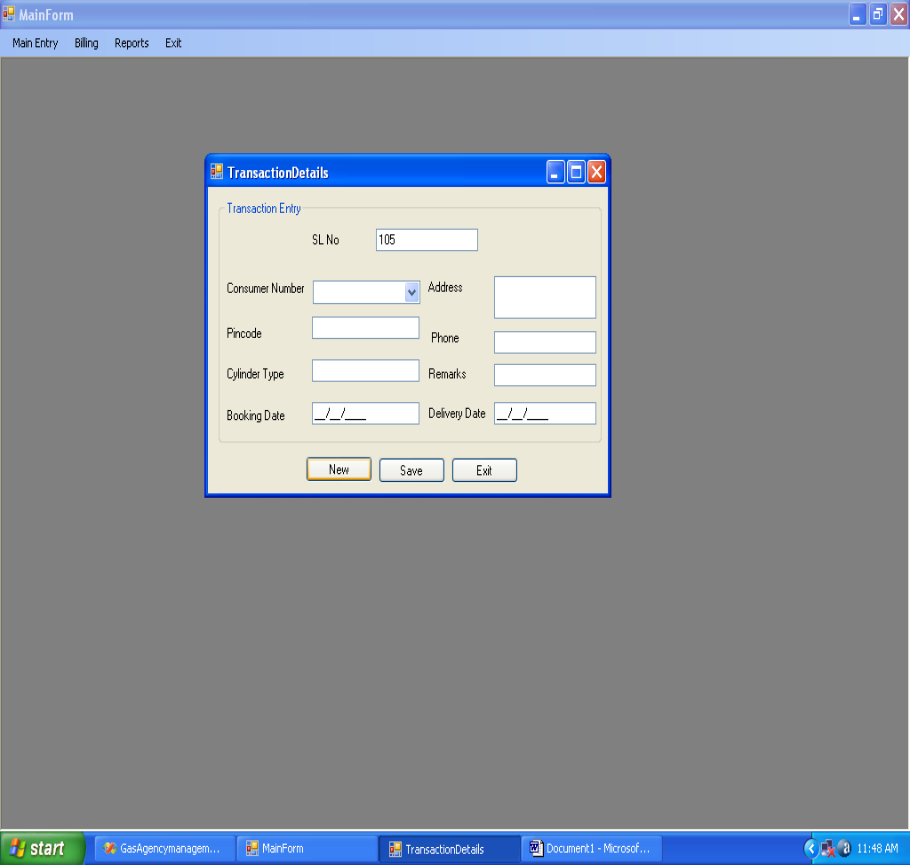 MainForm
Main Entry Billing Reports Exit
TransactionDetails
Transaction Entry
SL No 105
Consumer Number Address
Pincode Phone
Cylinder Type Remarks
Booking Date __/__/____ Delivery Date __/__/____
New Save Exit
start GasAgencymanagem... MainForm TransactionDetails Document1 - Microsof... 11:48 AM